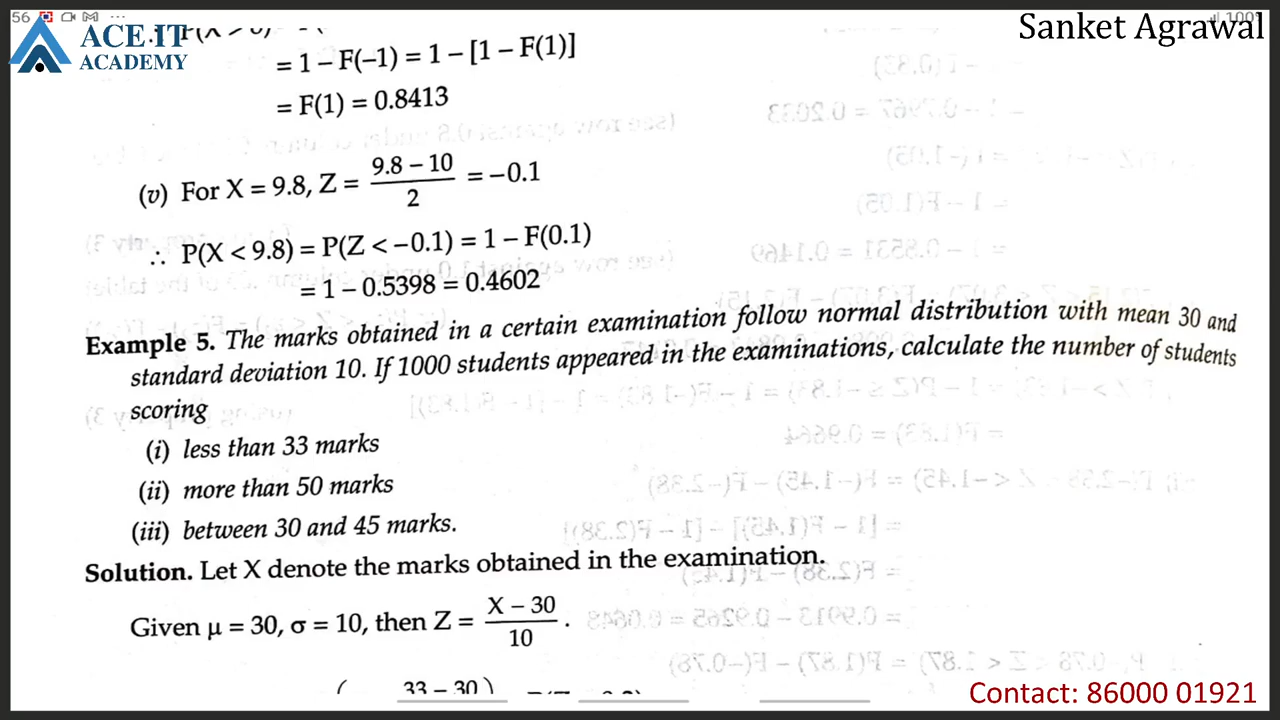 56
Sanket Agrawal
ACE IT
ACADEMY
= 1 – F(–1) = 1 – [1 – F(1)]
= F(1) = 0.8413
(v) For X = 9.8, Z = 9.8 – 10 / 2 = –0.1
∴ P(X < 9.8) = P(Z < –0.1) = 1 – F(0.1)
= 1 – 0.5398 = 0.4602
Example 5. The marks obtained in a certain examination follow normal distribution with mean 30 and
standard deviation 10. If 1000 students appeared in the examinations, calculate the number of students
scoring
(i) less than 33 marks
(ii) more than 50 marks
(iii) between 30 and 45 marks.
Solution. Let X denote the marks obtained in the examination.
Given μ = 30, σ = 10, then Z = X – 30 / 10 .
33 – 30
Contact: 86000 01921